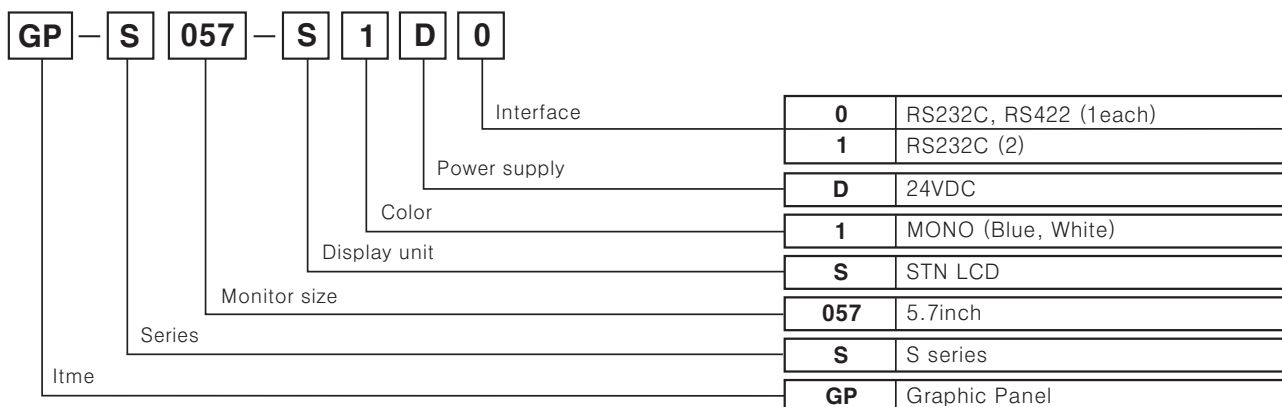 GP – S 057 – S 1 D 0
Interface
0 RS232C, RS422 (1each)
1 RS232C (2)
Power supply
D 24VDC
Color
1 MONO (Blue, White)
Display unit
S STN LCD
Monitor size
057 5.7inch
Series
S S series
Itme
GP Graphic Panel